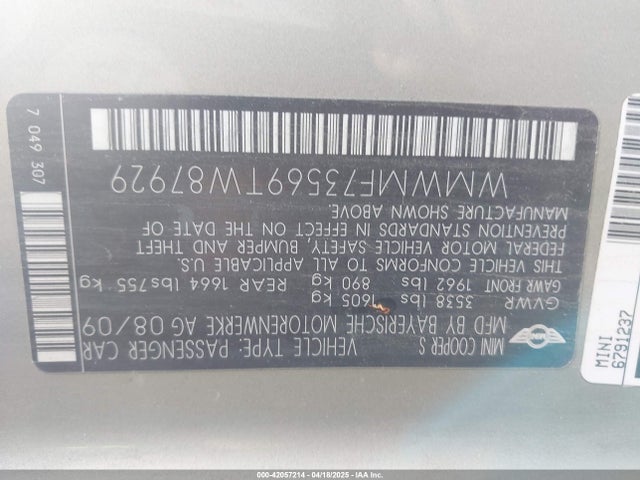 MINI COOPER S VEHICLE TYPE: PASSENGER CAR
MFD BY BAYERISCHE MOTORENWERKE AG 08/09
GVWR 3538 lbs 1605 kg
GAWR FRONT 1962 lbs 890 kg REAR 1664 lbs 755 kg
THIS VEHICLE CONFORMS TO ALL APPLICABLE U.S.
FEDERAL MOTOR VEHICLE SAFETY, BUMPER AND THEFT
PREVENTION STANDARDS IN EFFECT ON THE DATE OF
MANUFACTURE SHOWN ABOVE.
WMWMF73569TW87929
7 049 307
MINI
6791237
000-42057214 - 04/18/2025 - IAAI.COM